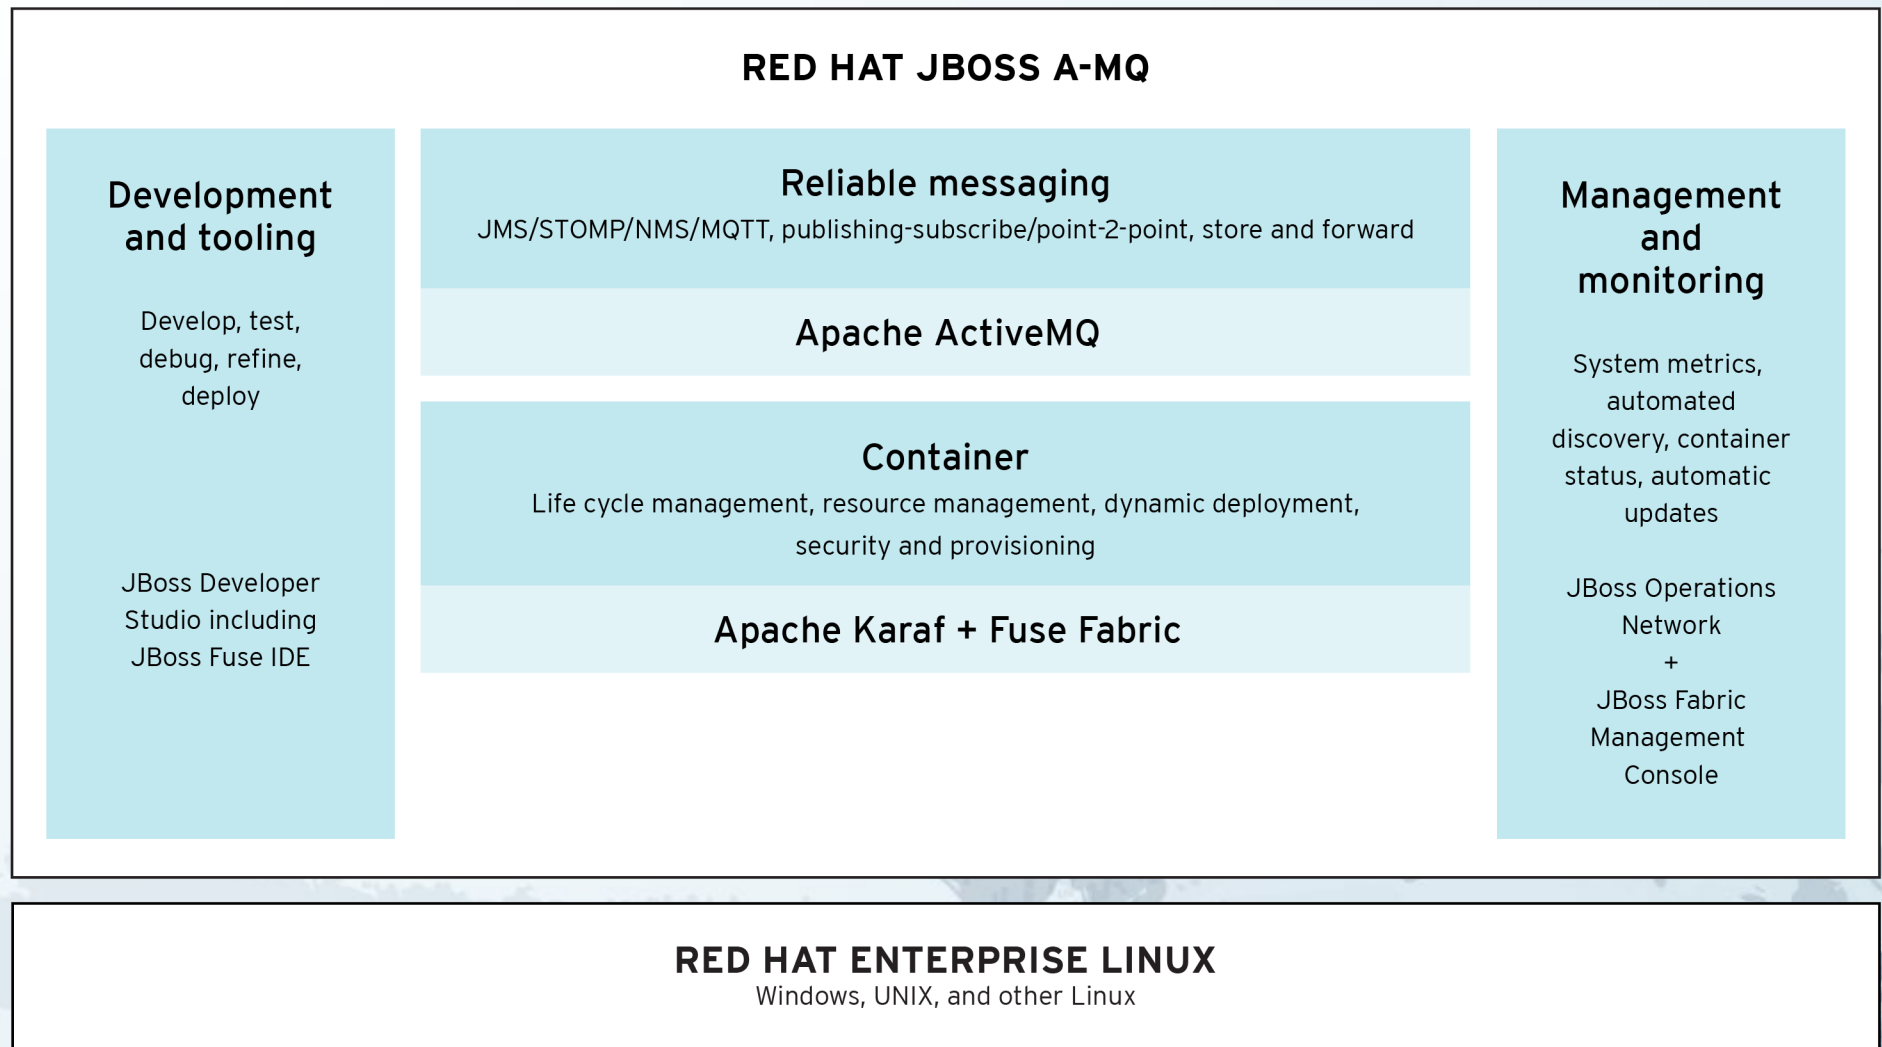 RED HAT JBOSS A-MQ
Development
and tooling
Develop, test,
debug, refine,
deploy
JBoss Developer
Studio including
JBoss Fuse IDE
Reliable messaging
JMS/STOMP/NMS/MQTT, publishing-subscribe/point-2-point, store and forward
Apache ActiveMQ
Container
Life cycle management, resource management, dynamic deployment,
security and provisioning
Apache Karaf + Fuse Fabric
Management
and
monitoring
System metrics,
automated
discovery, container
status, automatic
updates
JBoss Operations
Network
+
JBoss Fabric
Management
Console
RED HAT ENTERPRISE LINUX
Windows, UNIX, and other Linux